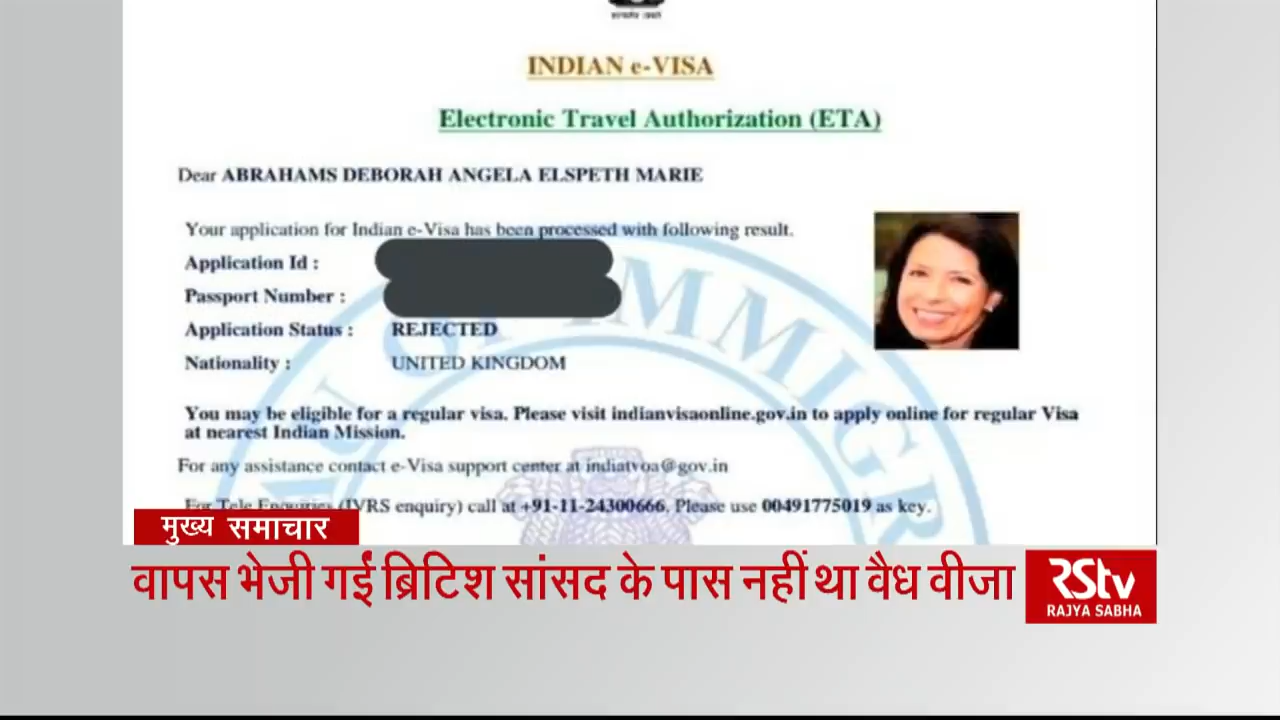 INDIAN e-VISA
Electronic Travel Authorization (ETA)
Dear ABRAHAMS DEBORAH ANGELA ELSPETH MARIE
Your application for Indian e-Visa has been processed with following result.
Application Id :
Passport Number :
Application Status : REJECTED
Nationality : UNITED KINGDOM
You may be eligible for a regular visa. Please visit indianvisaonline.gov.in to apply online for regular Visa
at nearest Indian Mission.
For any assistance contact e-Visa support center at indiatvoa@gov.in
For Tele Enquiries (IVRS enquiry) call at +91-11-24300666. Please use 00491775019 as key.
मुख्य समाचार
वापस भेजी गईं ब्रिटिश सांसद के पास नहीं था वैध वीजा
RSTV
RAJYA SABHA